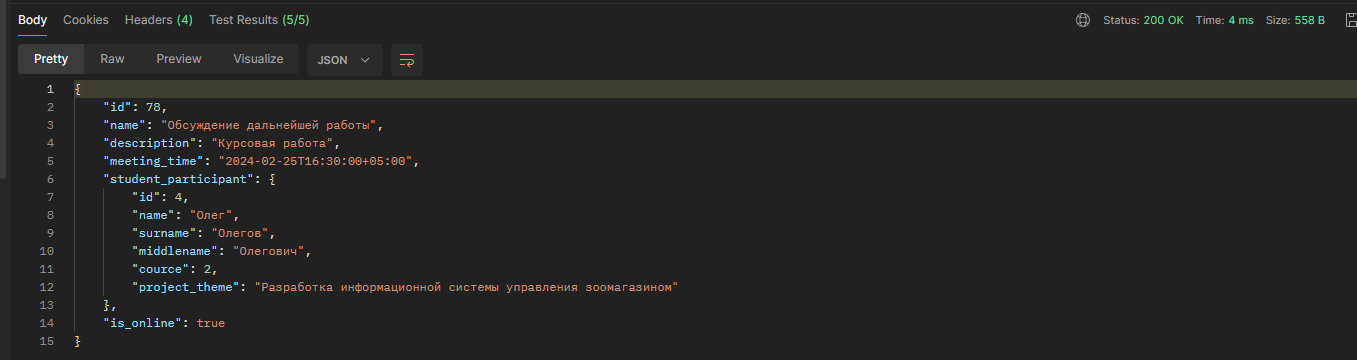 Body Cookies Headers (4) Test Results (5/5) Status: 200 OK Time: 4 ms Size: 558 B
Pretty Raw Preview Visualize JSON
1 {
2 "id": 78,
3 "name": "Обсуждение дальнейшей работы",
4 "description": "Курсовая работа",
5 "meeting_time": "2024-02-25T16:30:00+05:00",
6 "student_participant": {
7 "id": 4,
8 "name": "Олег",
9 "surname": "Олегов",
10 "middlename": "Олегович",
11 "cource": 2,
12 "project_theme": "Разработка информационной системы управления зоомагазином"
13 },
14 "is_online": true
15 }